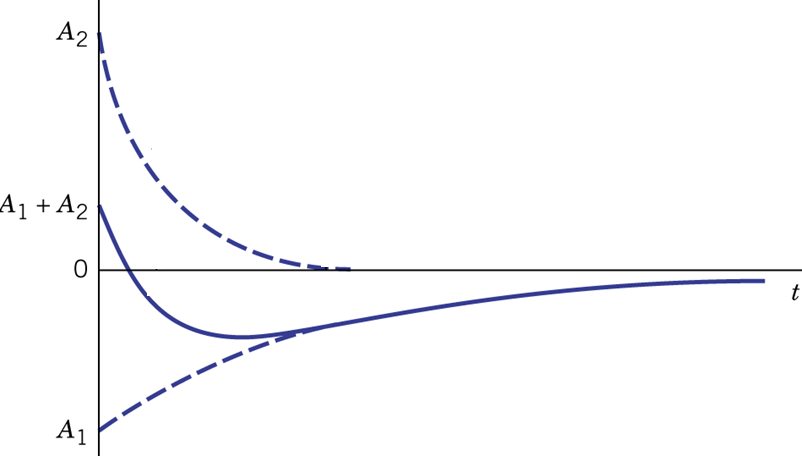 A₂
A₁ + A₂
0
t
A₁